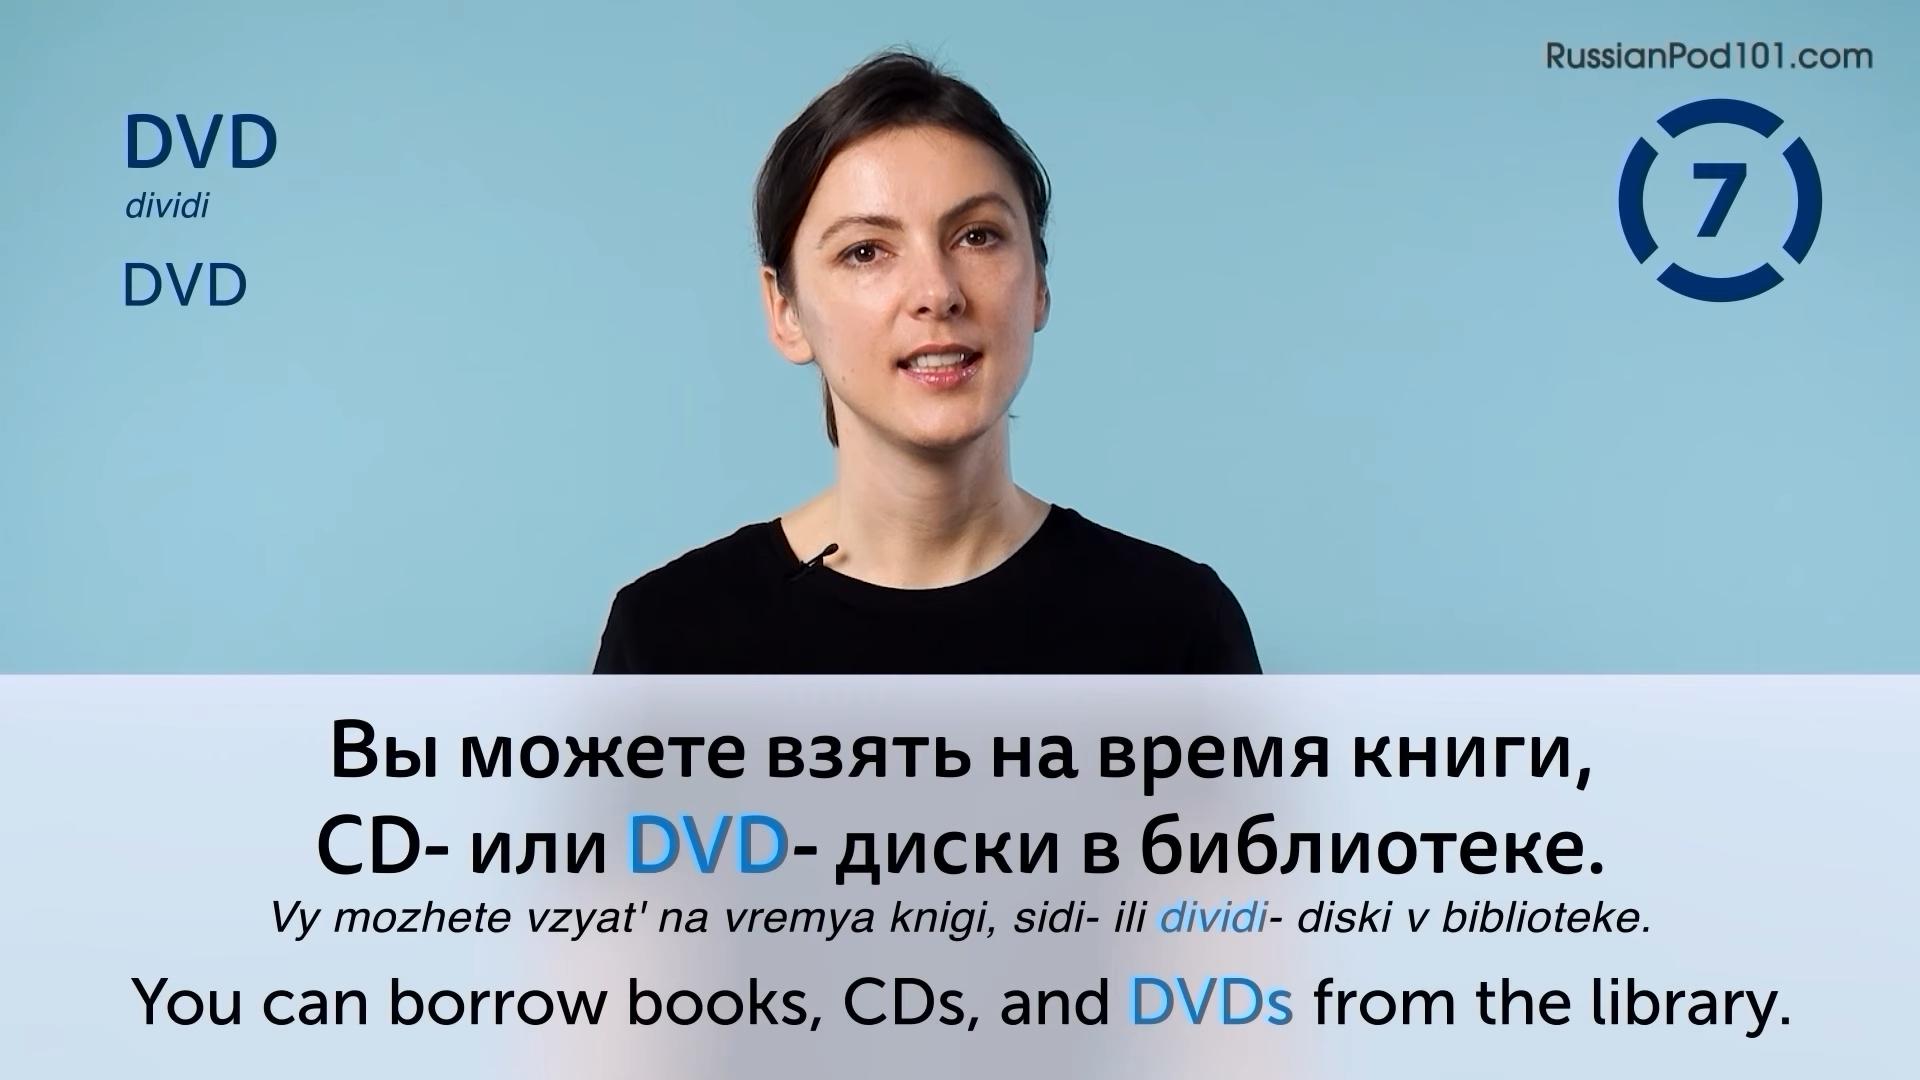 RussianPod101.com
DVD
dividi
DVD
7
Вы можете взять на время книги,
CD- или DVD- диски в библиотеке.
Vy mozhete vzyat' na vremya knigi, sidi- ili dividi- diski v biblioteke.
You can borrow books, CDs, and DVDs from the library.